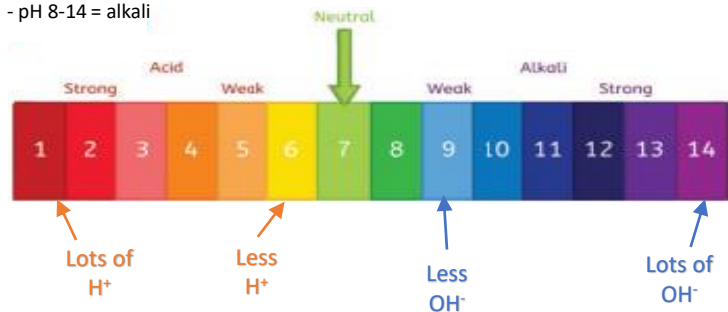 - pH 8-14 = alkali
Neutral
Acid
Alkali
Strong
Weak
Weak
Strong
1 2 3 4 5 6 7 8 9 10 11 12 13 14
Lots of
H⁺
Less
H⁺
Less
OH⁻
Lots of
OH⁻